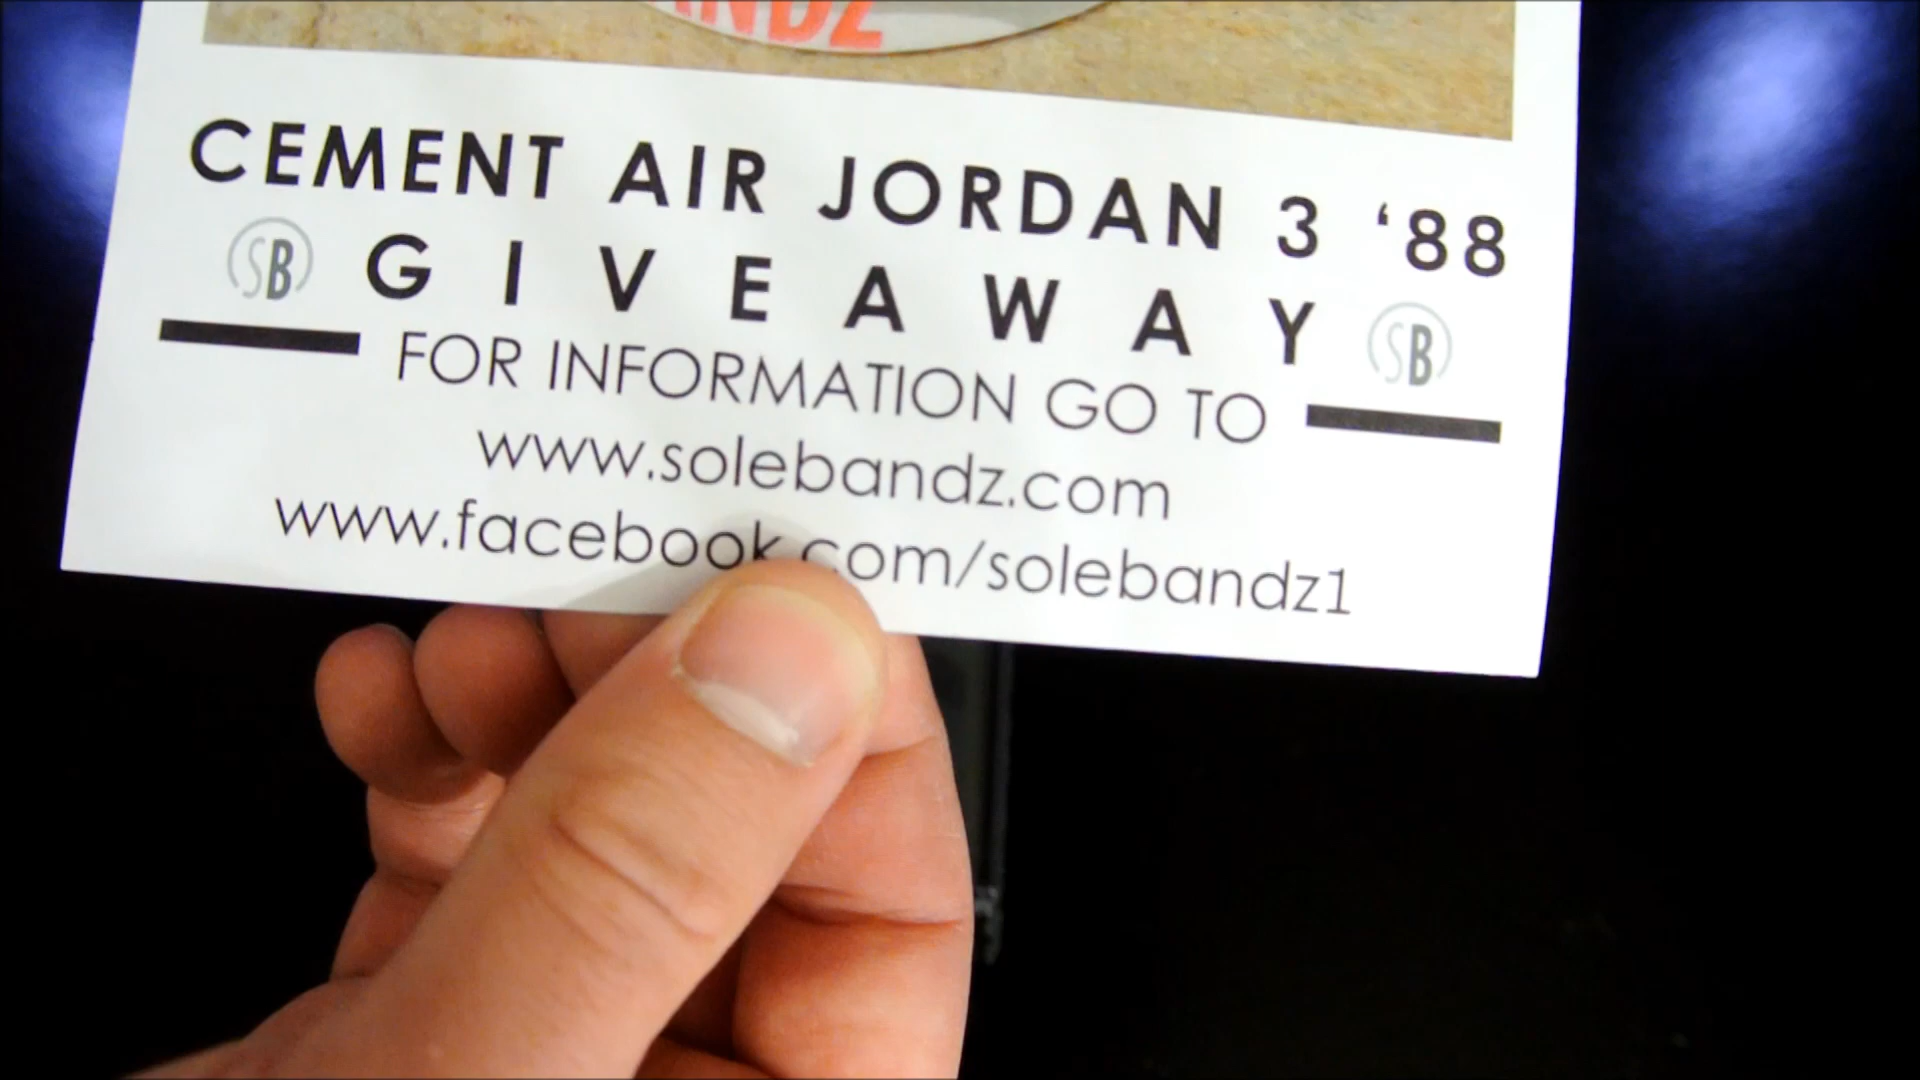 ANDZ
CEMENT AIR JORDAN 3 '88
SB GIVEAWAY SB
FOR INFORMATION GO TO
www.solebandz.com
www.facebook.com/solebandz1